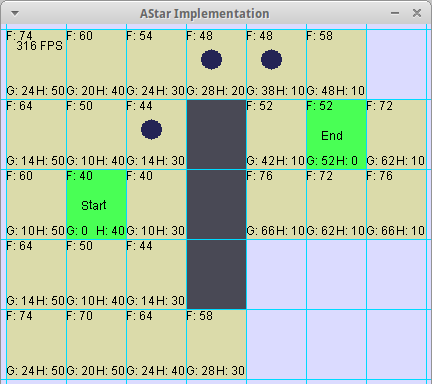 AStar Implementation
F: 74 F: 60 F: 54 F: 48 F: 48 F: 58
316 FPS
G: 24H: 50 G: 20H: 40 G: 24H: 30 G: 28H: 20 G: 38H: 10 G: 48H: 10
F: 64 F: 50 F: 44 F: 52 F: 52 F: 72
End
G: 14H: 50 G: 10H: 40 G: 14H: 30 G: 42H: 10 G: 52H: 0 G: 62H: 10
F: 60 F: 40 F: 40 F: 76 F: 72 F: 76
Start
G: 10H: 50 G: 0 H: 40 G: 10H: 30 G: 66H: 10 G: 62H: 10 G: 66H: 10
F: 64 F: 50 F: 44
G: 14H: 50 G: 10H: 40 G: 14H: 30
F: 74 F: 70 F: 64 F: 58
G: 24H: 50 G: 20H: 50 G: 24H: 40 G: 28H: 30